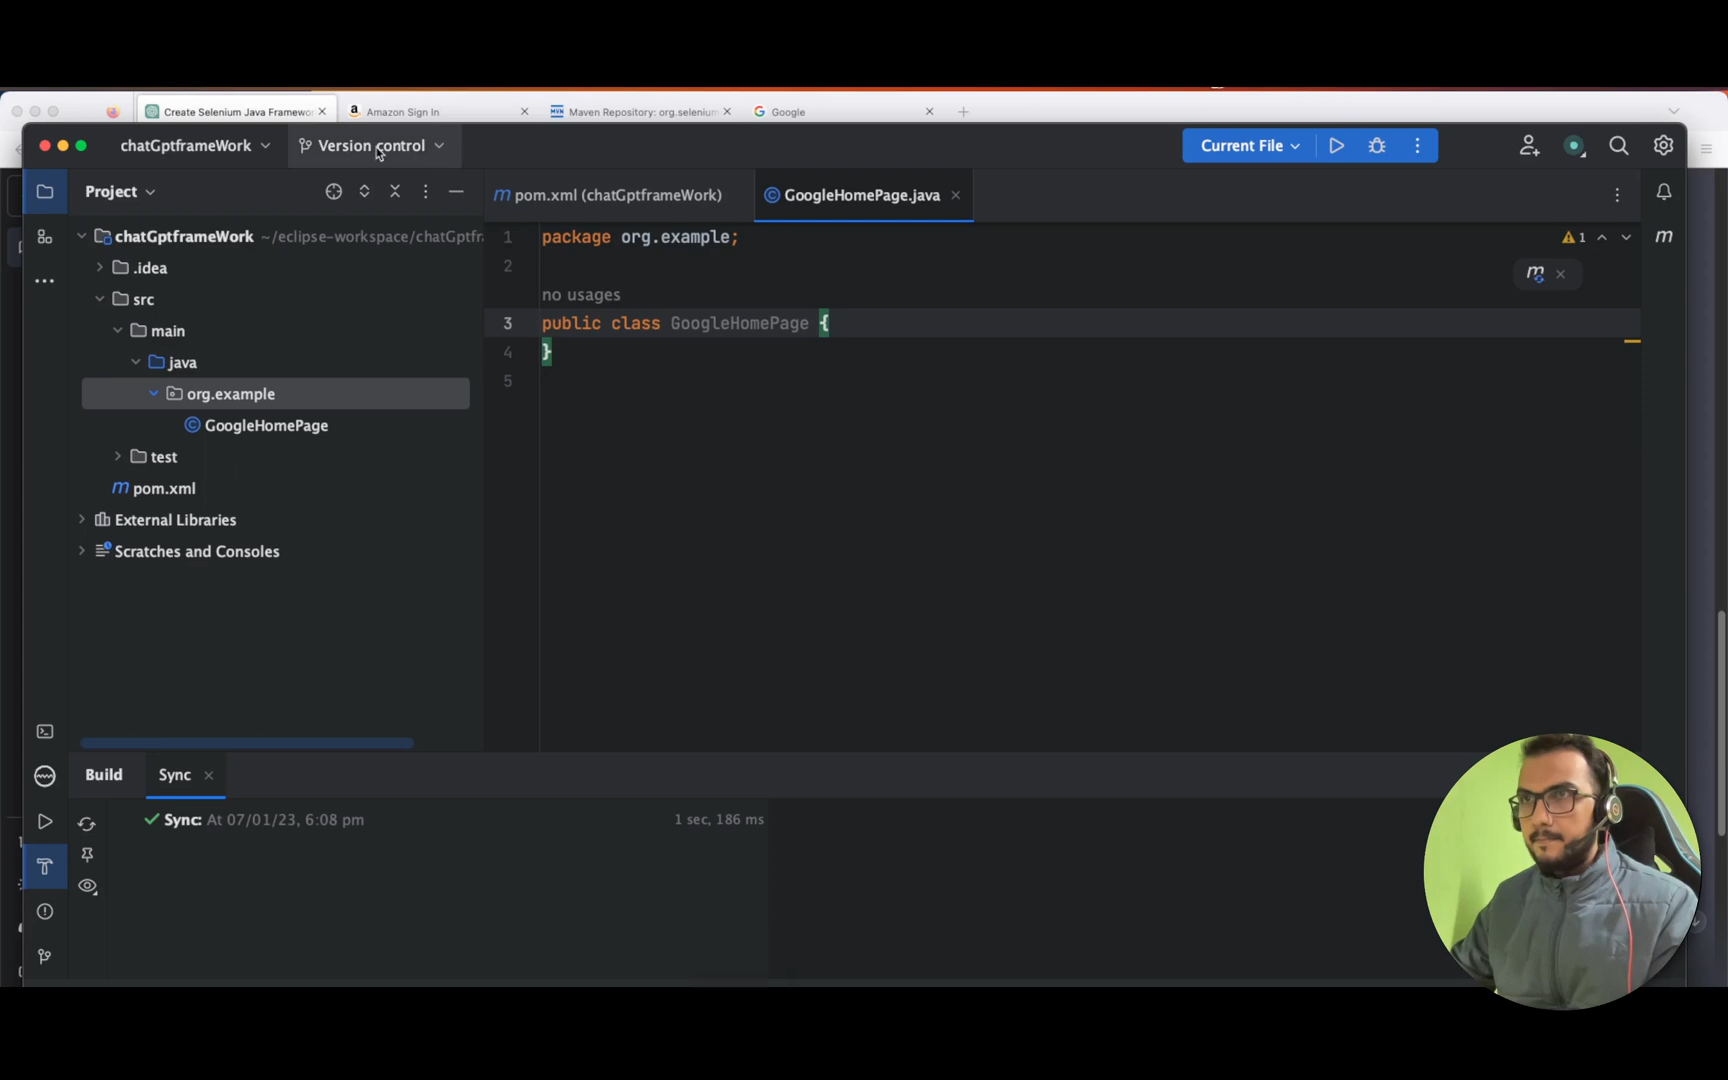 Create Selenium Java Framewo
Amazon Sign In
Maven Repository: org.selenium
Google
chatGptframeWork
Version control
Current File
Project
pom.xml (chatGptframeWork)
GoogleHomePage.java
chatGptframeWork ~/eclipse-workspace/chatGptfr
.idea
src
main
java
org.example
GoogleHomePage
test
pom.xml
External Libraries
Scratches and Consoles
1 package org.example;
1
2
no usages
3 public class GoogleHomePage {
4 }
5
Build
Sync
Sync: At 07/01/23, 6:08 pm
1 sec, 186 ms